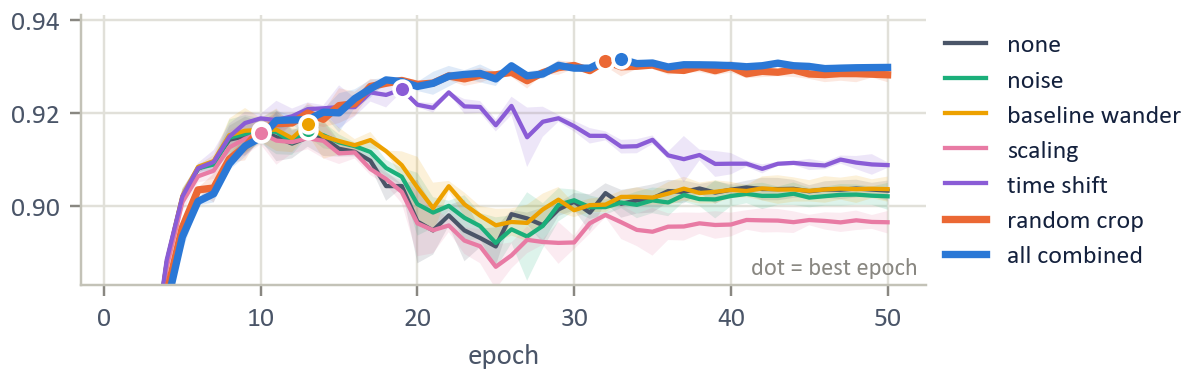 0.94
0.92
0.90
0 10 20 30 40 50
epoch
dot = best epoch
none
noise
baseline wander
scaling
time shift
random crop
all combined